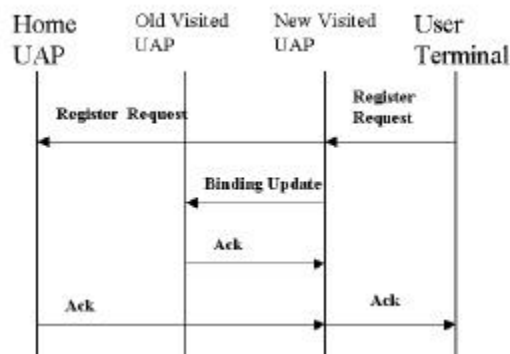 Home
UAP
Old Visited
UAP
New Visited
UAP
User
Terminal
Register Request
Register
Request
Binding Update
Ack
Ack
Ack